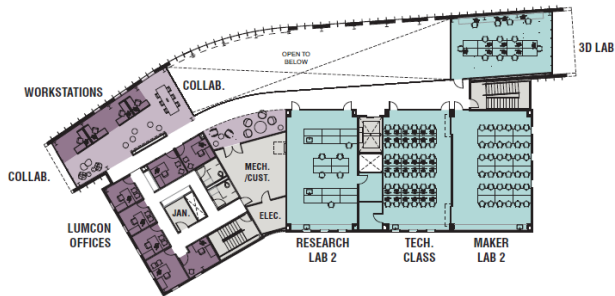 OPEN TO
BELOW
3D LAB
WORKSTATIONS
COLLAB.
COLLAB.
MECH.
/CUST.
LUMCON
OFFICES
JAN.
ELEC.
RESEARCH
LAB 2
TECH.
CLASS
MAKER
LAB 2